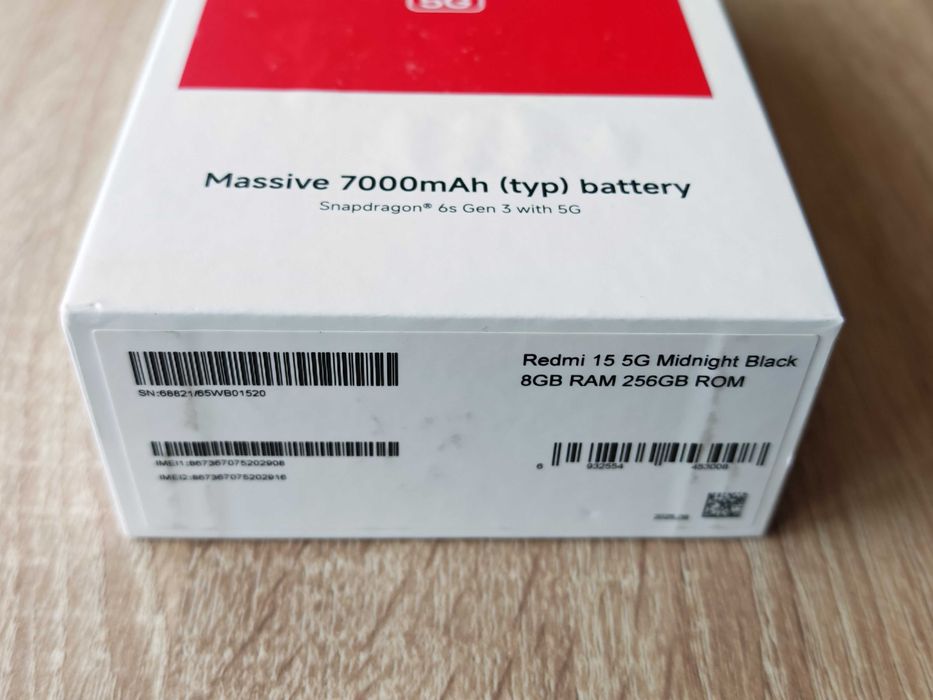 5G
Massive 7000mAh (typ) battery
Snapdragon® 6s Gen 3 with 5G
Redmi 15 5G Midnight Black
8GB RAM 256GB ROM
SN:68821/65WB01520
IMEI1:867367075202908
IMEI2:867367075202916
6 932554 453008